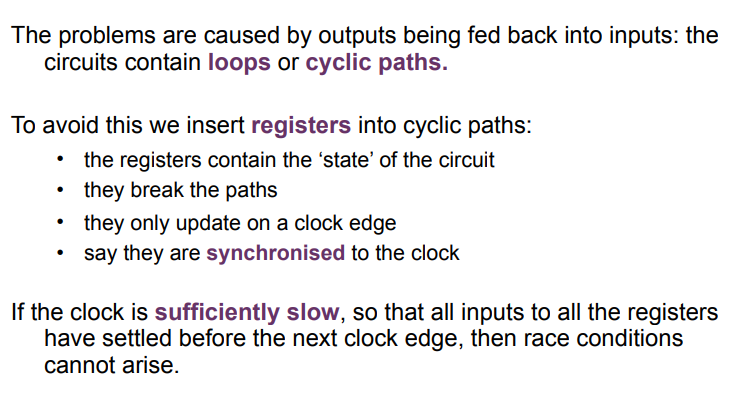 The problems are caused by outputs being fed back into inputs: the
circuits contain loops or cyclic paths.
To avoid this we insert registers into cyclic paths:
• the registers contain the ‘state’ of the circuit
• they break the paths
• they only update on a clock edge
• say they are synchronised to the clock
If the clock is sufficiently slow, so that all inputs to all the registers
have settled before the next clock edge, then race conditions
cannot arise.